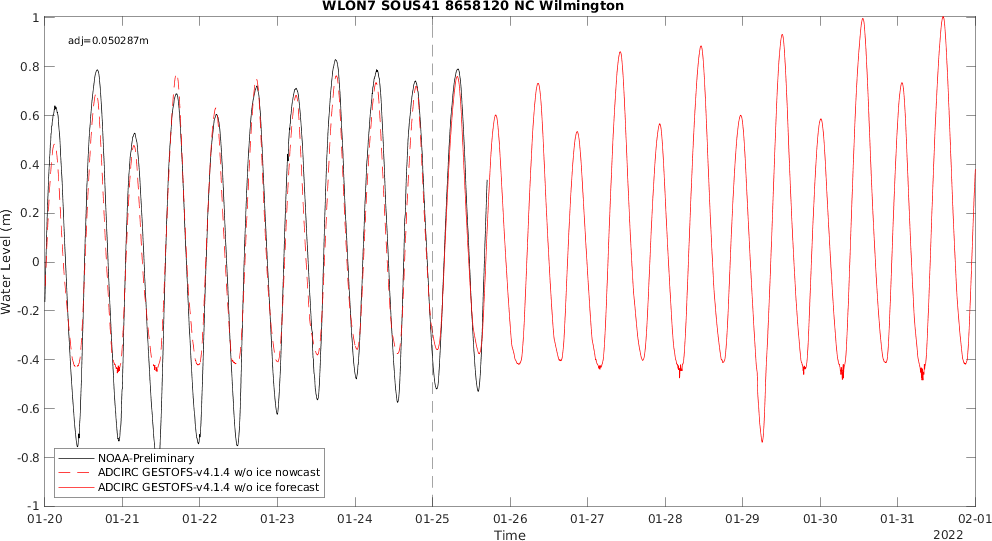 WLON7 SOUS41 8658120 NC Wilmington
adj=0.050287m
Water Level (m)
1
0.8
0.6
0.4
0.2
0
-0.2
-0.4
-0.6
-0.8
-1
NOAA-Preliminary
ADCIRC GESTOFS-v4.1.4 w/o ice nowcast
ADCIRC GESTOFS-v4.1.4 w/o ice forecast
01-20 01-21 01-22 01-23 01-24 01-25 01-26 01-27 01-28 01-29 01-30 01-31 02-01
Time
2022